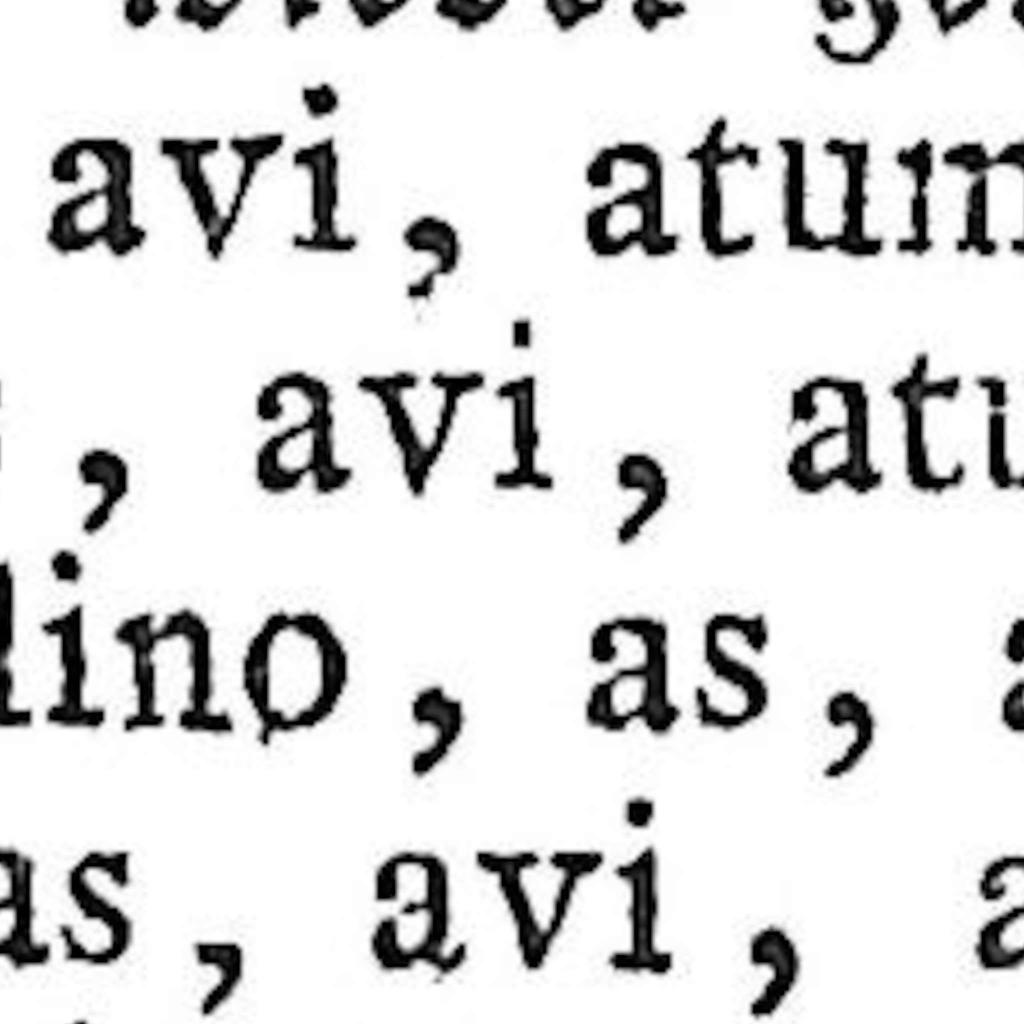 avi, atum
, avi, atu
lino, as, a
as, avi, a